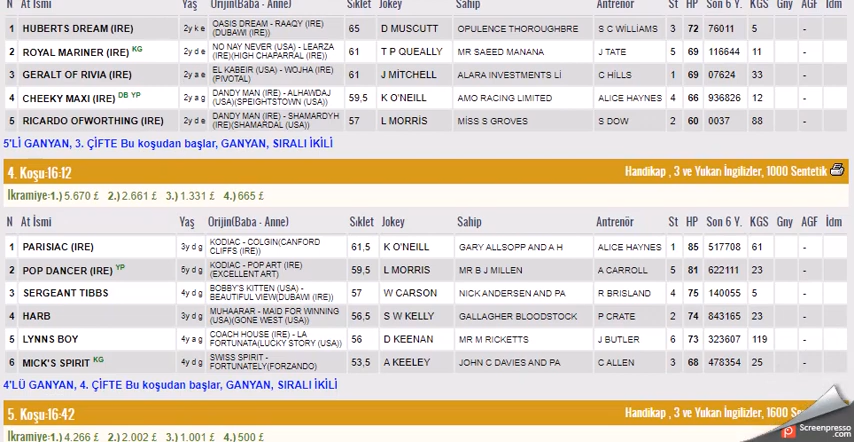 N At İsmi Yaş Orijin(Baba - Anne) Sıklet Jokey Sahip Antrenör St HP Son 6 Y. KGS Gny AGF İdm
1 HUBERTS DREAM (IRE) 2y k e OASIS DREAM - RAAQY (IRE) (DUBAWI (IRE)) 65 D MUSCUTT OPULENCE THOROUGHBRE S C WİLLİAMS 3 72 76011 5 -
2 ROYAL MARINER (IRE) KG 2y d e NO NAY NEVER (USA) - LEARZA (IRE)(HIGH CHAPARRAL (IRE)) 61 T P QUEALLY MR SAEED MANANA J TATE 5 69 116644 11 -
3 GERALT OF RIVIA (IRE) 2y a e EL KABEIR (USA) - WOJHA (IRE) (PIVOTAL) 61 J MİTCHELL ALARA INVESTMENTS Lİ C HİLLS 1 69 07624 33 -
4 CHEEKY MAXI (IRE) DB YP 2y a g DANDY MAN (IRE) - ALHAWDAJ (USA)(SPEIGHTSTOWN (USA)) 59,5 K O'NEILL AMO RACING LIMITED ALICE HAYNES 4 66 936826 12 -
5 RICARDO OFWORTHING (IRE) 2y d e DANDY MAN (IRE) - SHAMARDYH (IRE)(SHAMARDAL (USA)) 57 L MORRİS MİSS S GROVES S DOW 2 60 0037 88 -
5'Lİ GANYAN, 3. ÇİFTE Bu koşudan başlar, GANYAN, SIRALI İKİLİ
4. Koşu:16:12 Handikap , 3 ve Yukarı İngilizler, 1000 Sentetik
İkramiye:1.) 5.670 £ 2.) 2.661 £ 3.) 1.331 £ 4.) 665 £
N At İsmi Yaş Orijin(Baba - Anne) Sıklet Jokey Sahip Antrenör St HP Son 6 Y. KGS Gny AGF İdm
1 PARISIAC (IRE) 3y d g KODIAC - COLGIN(CANFORD CLIFFS (IRE)) 61,5 K O'NEILL GARY ALLSOPP AND A H ALICE HAYNES 1 85 517708 61 -
2 POP DANCER (IRE) YP 5y d g KODIAC - POP ART (IRE) (EXCELLENT ART) 59,5 L MORRIS MR B J MILLEN A CARROLL 5 81 622111 23 -
3 SERGEANT TIBBS 4y d g BOBBY'S KITTEN (USA) - BEAUTIFUL VIEW(DUBAWI (IRE)) 57 W CARSON NICK ANDERSEN AND PA R BRISLAND 4 75 140055 5 -
4 HARB 3y d g MUHAARAR - MAID FOR WINNING (USA)(GONE WEST (USA)) 56,5 S W KELLY GALLAGHER BLOODSTOCK P CRATE 2 74 843165 23 -
5 LYNNS BOY 4y a g COACH HOUSE (IRE) - LA FORTUNATA(LUCKY STORY (USA)) 56 D KEENAN MR M RICKETTS J BUTLER 6 73 323607 119 -
6 MICK'S SPIRIT KG 4y d g SWISS SPIRIT - FORTUNATELY(FORZANDO) 53,5 A KEELEY JOHN C DAVIES AND PA C ALLEN 3 68 478354 25 -
4'LÜ GANYAN, 4. ÇİFTE Bu koşudan başlar, GANYAN, SIRALI İKİLİ
5. Koşu:16:42 Handikap , 3 ve Yukarı İngilizler, 1600
İkramiye:1.) 4.266 £ 2.) 2.002 £ 3.) 1.001 £ 4.) 500 £
Screenpresso
.com